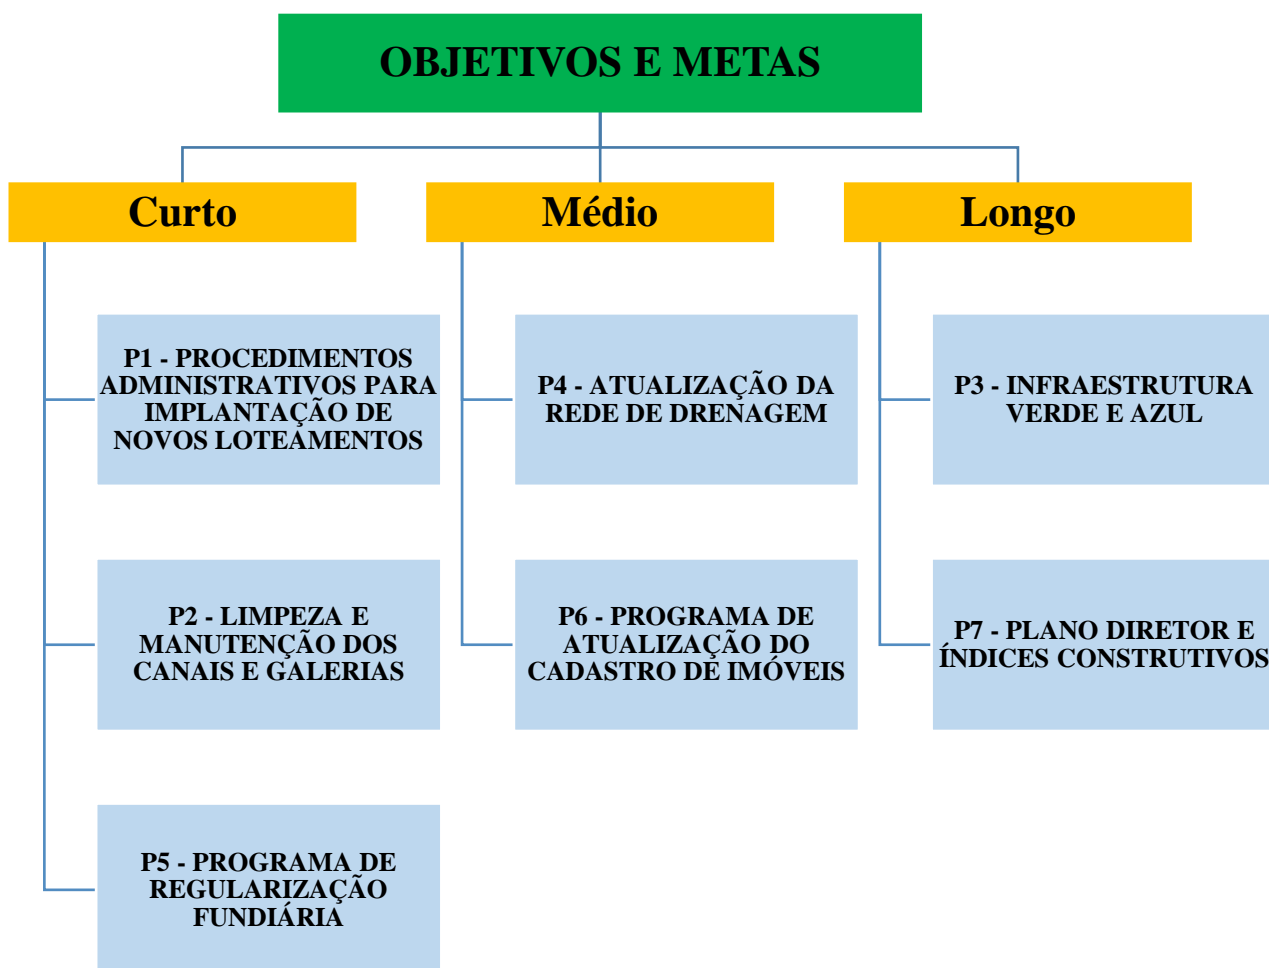 OBJETIVOS E METAS
Curto
Médio
Longo
P1 - PROCEDIMENTOS
ADMINISTRATIVOS PARA
IMPLANTAÇÃO DE
NOVOS LOTEAMENTOS
P4 - ATUALIZAÇÃO DA
REDE DE DRENAGEM
P3 - INFRAESTRUTURA
VERDE E AZUL
P2 - LIMPEZA E
MANUTENÇÃO DOS
CANAIS E GALERIAS
P6 - PROGRAMA DE
ATUALIZAÇÃO DO
CADASTRO DE IMÓVEIS
P7 - PLANO DIRETOR E
ÍNDICES CONSTRUTIVOS
P5 - PROGRAMA DE
REGULARIZAÇÃO
FUNDIÁRIA